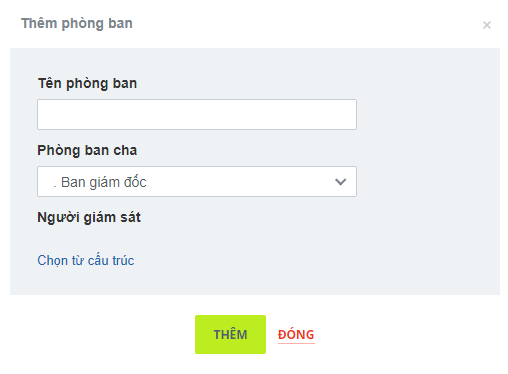 Thêm phòng ban
×
Tên phòng ban
Phòng ban cha
. Ban giám đốc
Người giám sát
Chọn từ cấu trúc
THÊM ĐÓNG